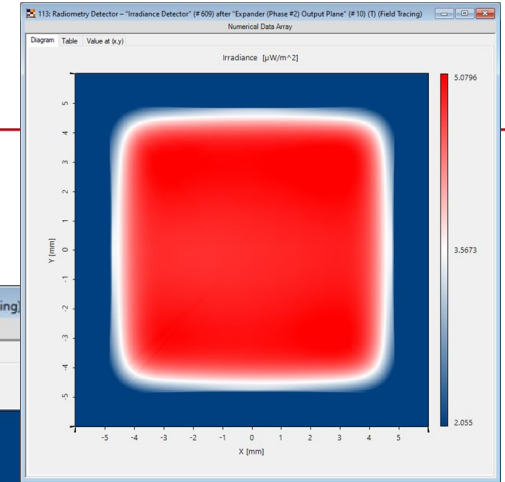 113: Radiometry Detector – "Irradiance Detector" (# 609) after "Expander (Phase #2) Output Plane" (# 10) (T) (Field Tracing)
Numerical Data Array
Diagram Table Value at (x,y)
Irradiance [µW/m^2]
5.0796
3.5673
2.055
Y [mm]
5
4
3
2
1
0
-1
-2
-3
-4
-5
-5 -4 -3 -2 -1 0 1 2 3 4 5
X [mm]
ing)